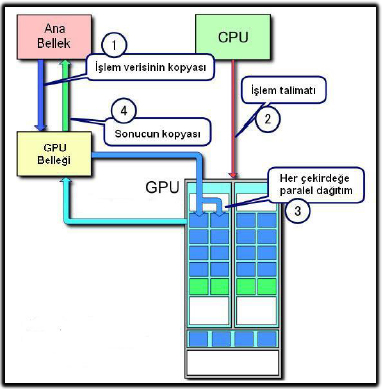 Ana
Bellek
CPU
1
İşlem verisinin kopyası
İşlem talimatı
2
4
Sonucun kopyası
GPU
Belleği
GPU
Her çekirdeğe
paralel dağıtım
3